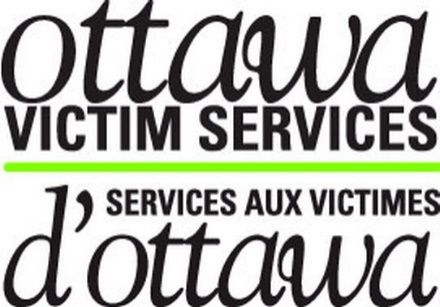 ottawa
VICTIM SERVICES
SERVICES AUX VICTIMES
d'ottawa